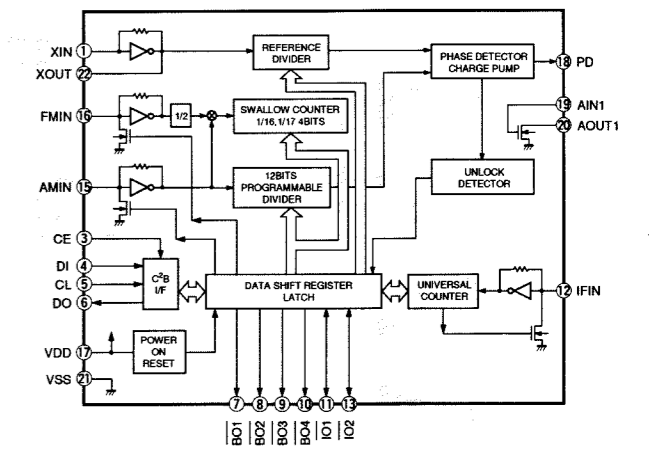 XIN 1
XOUT 22
FMIN 16
AMIN 15
CE 3
DI 4
CL 5
DO 6
VDD 17
VSS 21
REFERENCE
DIVIDER
PHASE DETECTOR
CHARGE PUMP
18 PD
19 AIN1
20 AOUT1
1/2
SWALLOW COUNTER
1/16, 1/17 4BITS
12BITS
PROGRAMMABLE
DIVIDER
UNLOCK
DETECTOR
C²B
I/F
DATA SHIFT REGISTER
LATCH
UNIVERSAL
COUNTER
12 IFIN
POWER
ON
RESET
7 8 9 10 11 13
BO1
BO2
BO3
BO4
IO1
IO2